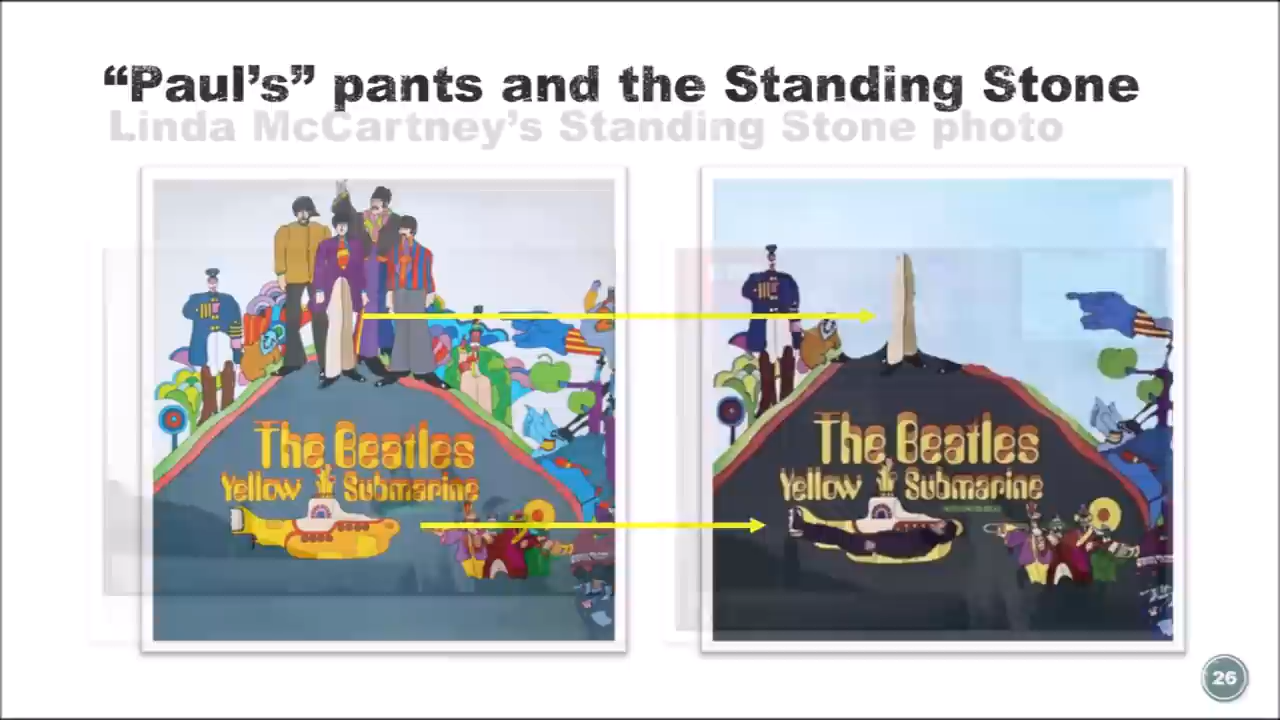 “Paul’s” pants and the Standing Stone
Linda McCartney’s Standing Stone photo
The Beatles
Yellow Submarine
The Beatles
Yellow Submarine
26